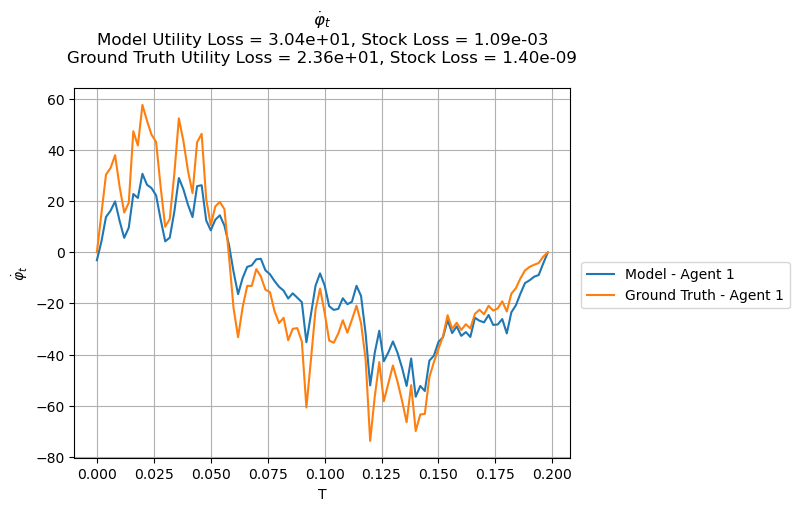 φ̇ₜ
Model Utility Loss = 3.04e+01, Stock Loss = 1.09e-03
Ground Truth Utility Loss = 2.36e+01, Stock Loss = 1.40e-09
60
40
20
0
−20
−40
−60
−80
φ̇ₜ
0.000 0.025 0.050 0.075 0.100 0.125 0.150 0.175 0.200
T
Model - Agent 1
Ground Truth - Agent 1